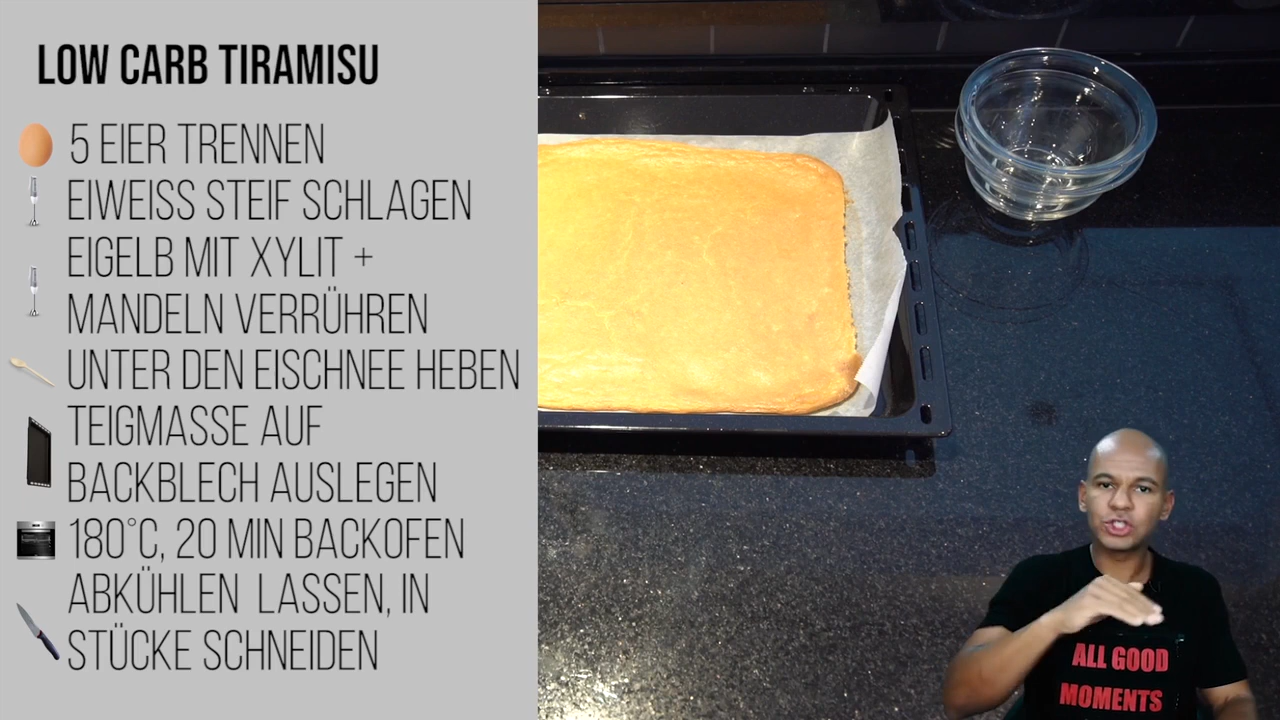 LOW CARB TIRAMISU
5 EIER TRENNEN
EIWEISS STEIF SCHLAGEN
EIGELB MIT XYLIT +
MANDELN VERRÜHREN
UNTER DEN EISCHNEE HEBEN
TEIGMASSE AUF
BACKBLECH AUSLEGEN
180°C, 20 MIN BACKOFEN
ABKÜHLEN LASSEN, IN
STÜCKE SCHNEIDEN
ALL GOOD
MOMENTS